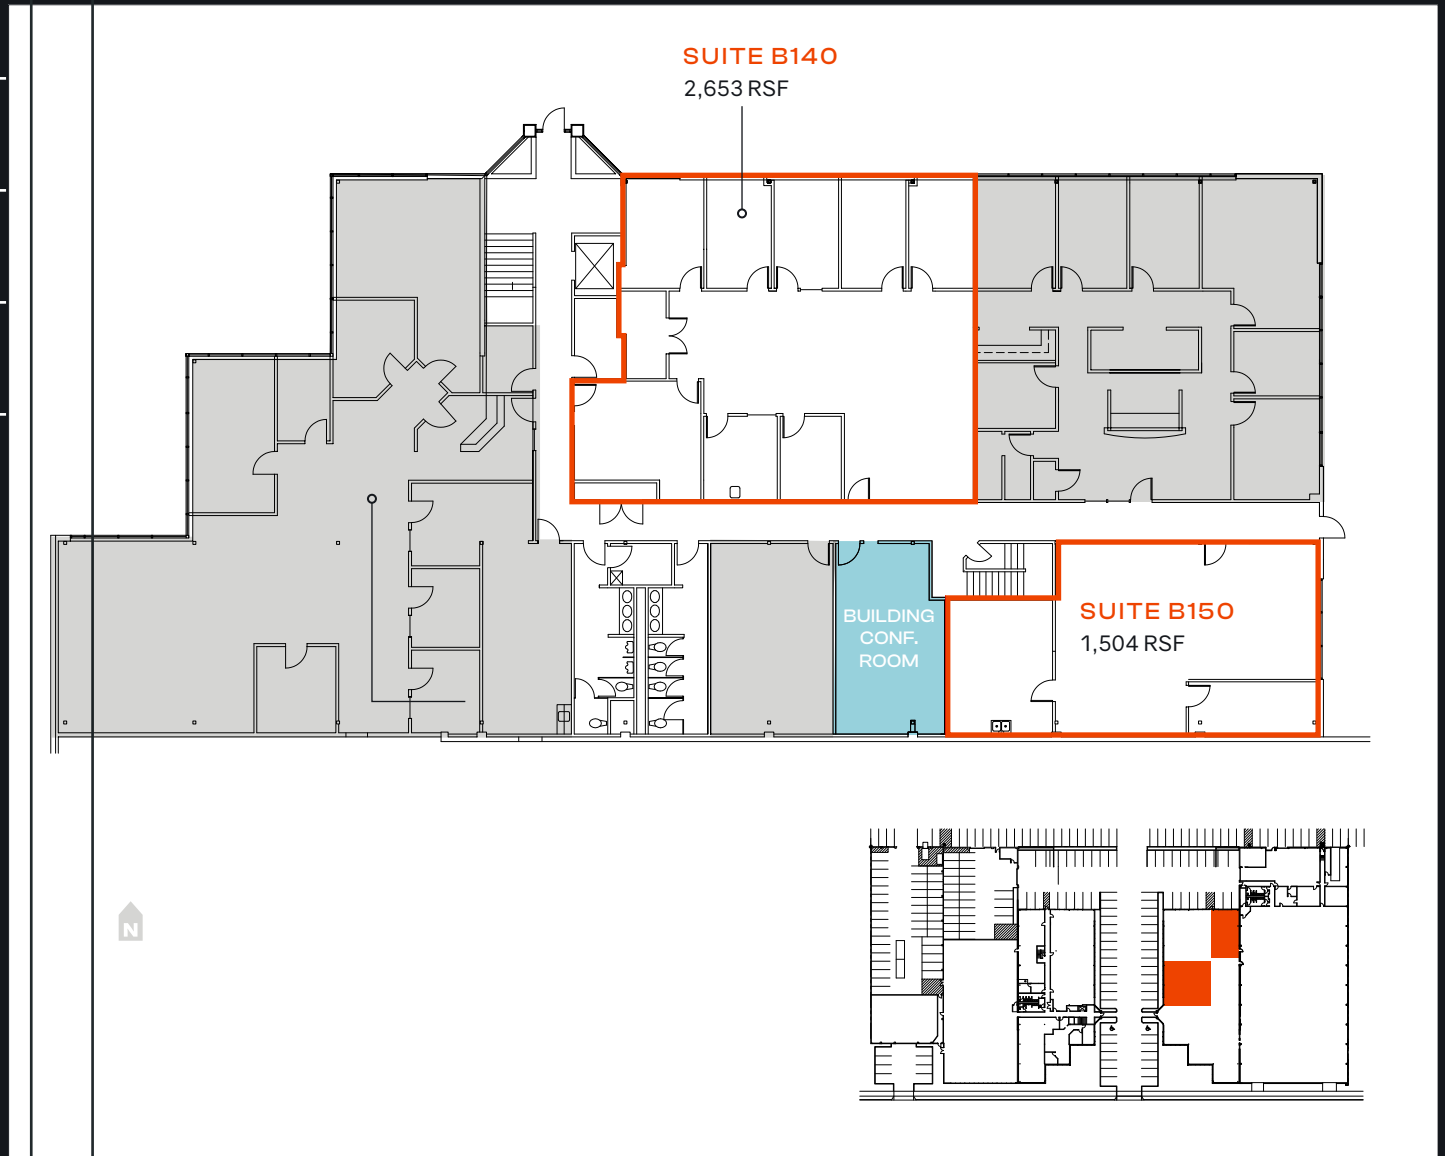 SUITE B140
2,653 RSF
BUILDING
CONF.
ROOM
SUITE B150
1,504 RSF
N